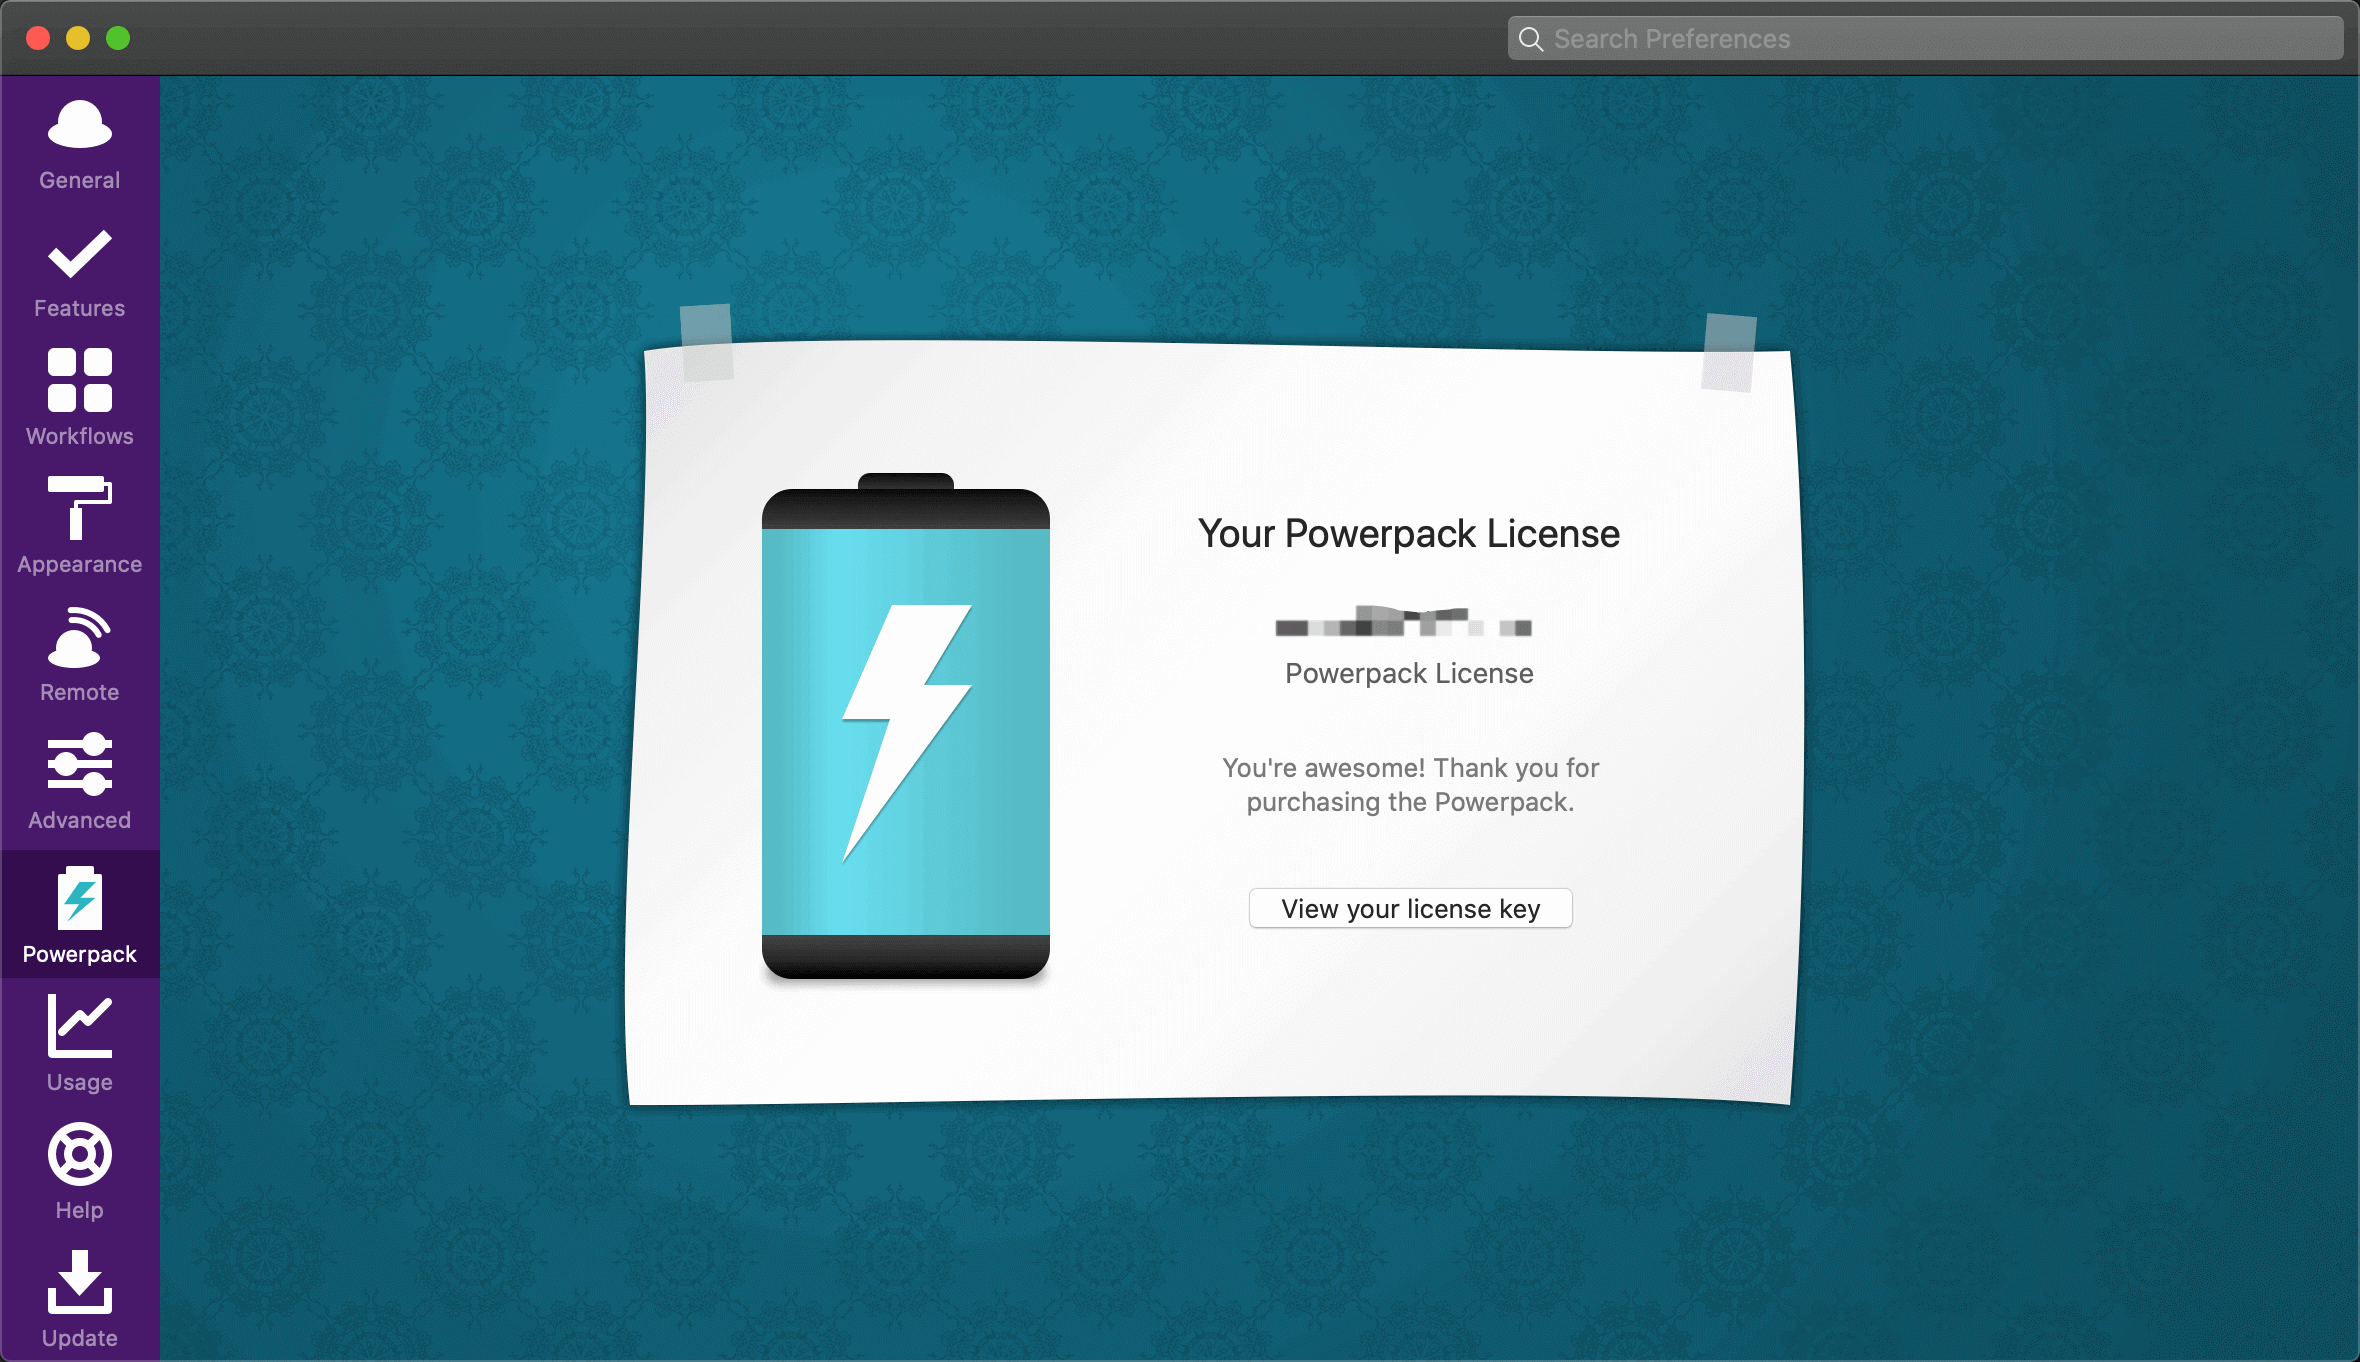 Search Preferences
General
Features
Workflows
Appearance
Remote
Advanced
Powerpack
Usage
Help
Update
Your Powerpack License
Powerpack License
You're awesome! Thank you for
purchasing the Powerpack.
View your license key